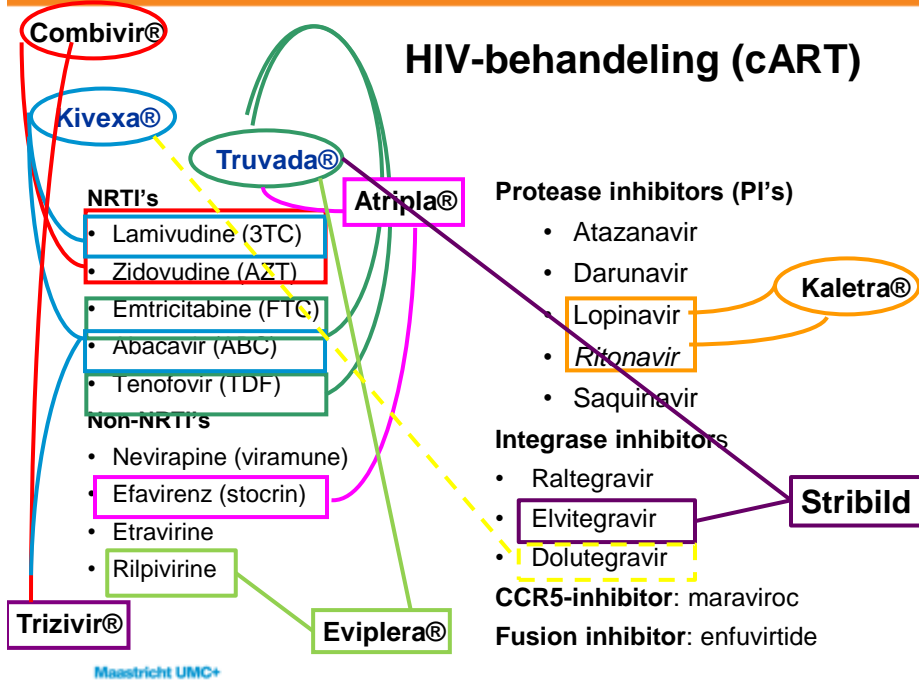 Combivir®
HIV-behandeling (cART)
Kivexa®
Truvada®
Atripla®
NRTI's
• Lamivudine (3TC)
• Zidovudine (AZT)
• Emtricitabine (FTC)
• Abacavir (ABC)
• Tenofovir (TDF)
Non-NRTI's
• Nevirapine (viramune)
• Efavirenz (stocrin)
• Etravirine
• Rilpivirine
Trizivir®
Eviplera®
Protease inhibitors (PI's)
• Atazanavir
• Darunavir
• Lopinavir
• Ritonavir
• Saquinavir
Kaletra®
Integrase inhibitors
• Raltegravir
• Elvitegravir
• Dolutegravir
Stribild
CCR5-inhibitor: maraviroc
Fusion inhibitor: enfuvirtide
Maastricht UMC+